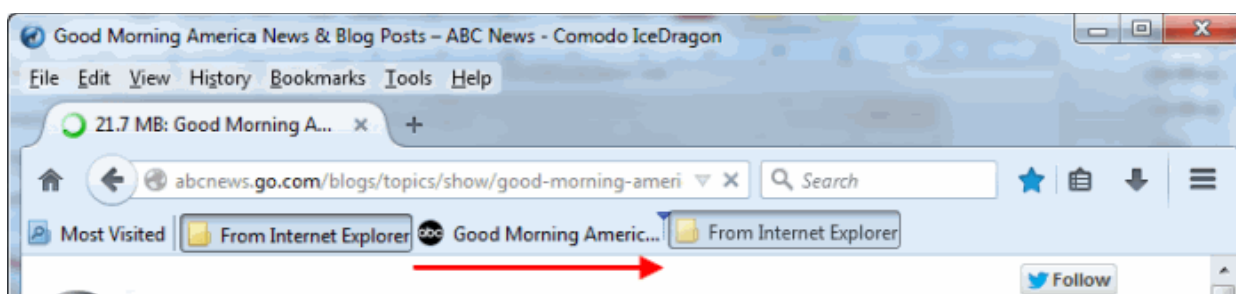 Good Morning America News & Blog Posts – ABC News - Comodo IceDragon
File Edit View History Bookmarks Tools Help
21.7 MB: Good Morning A... × +
abcnews.go.com/blogs/topics/show/good-morning-ameri Search
Most Visited From Internet Explorer abc Good Morning Americ... From Internet Explorer
Follow